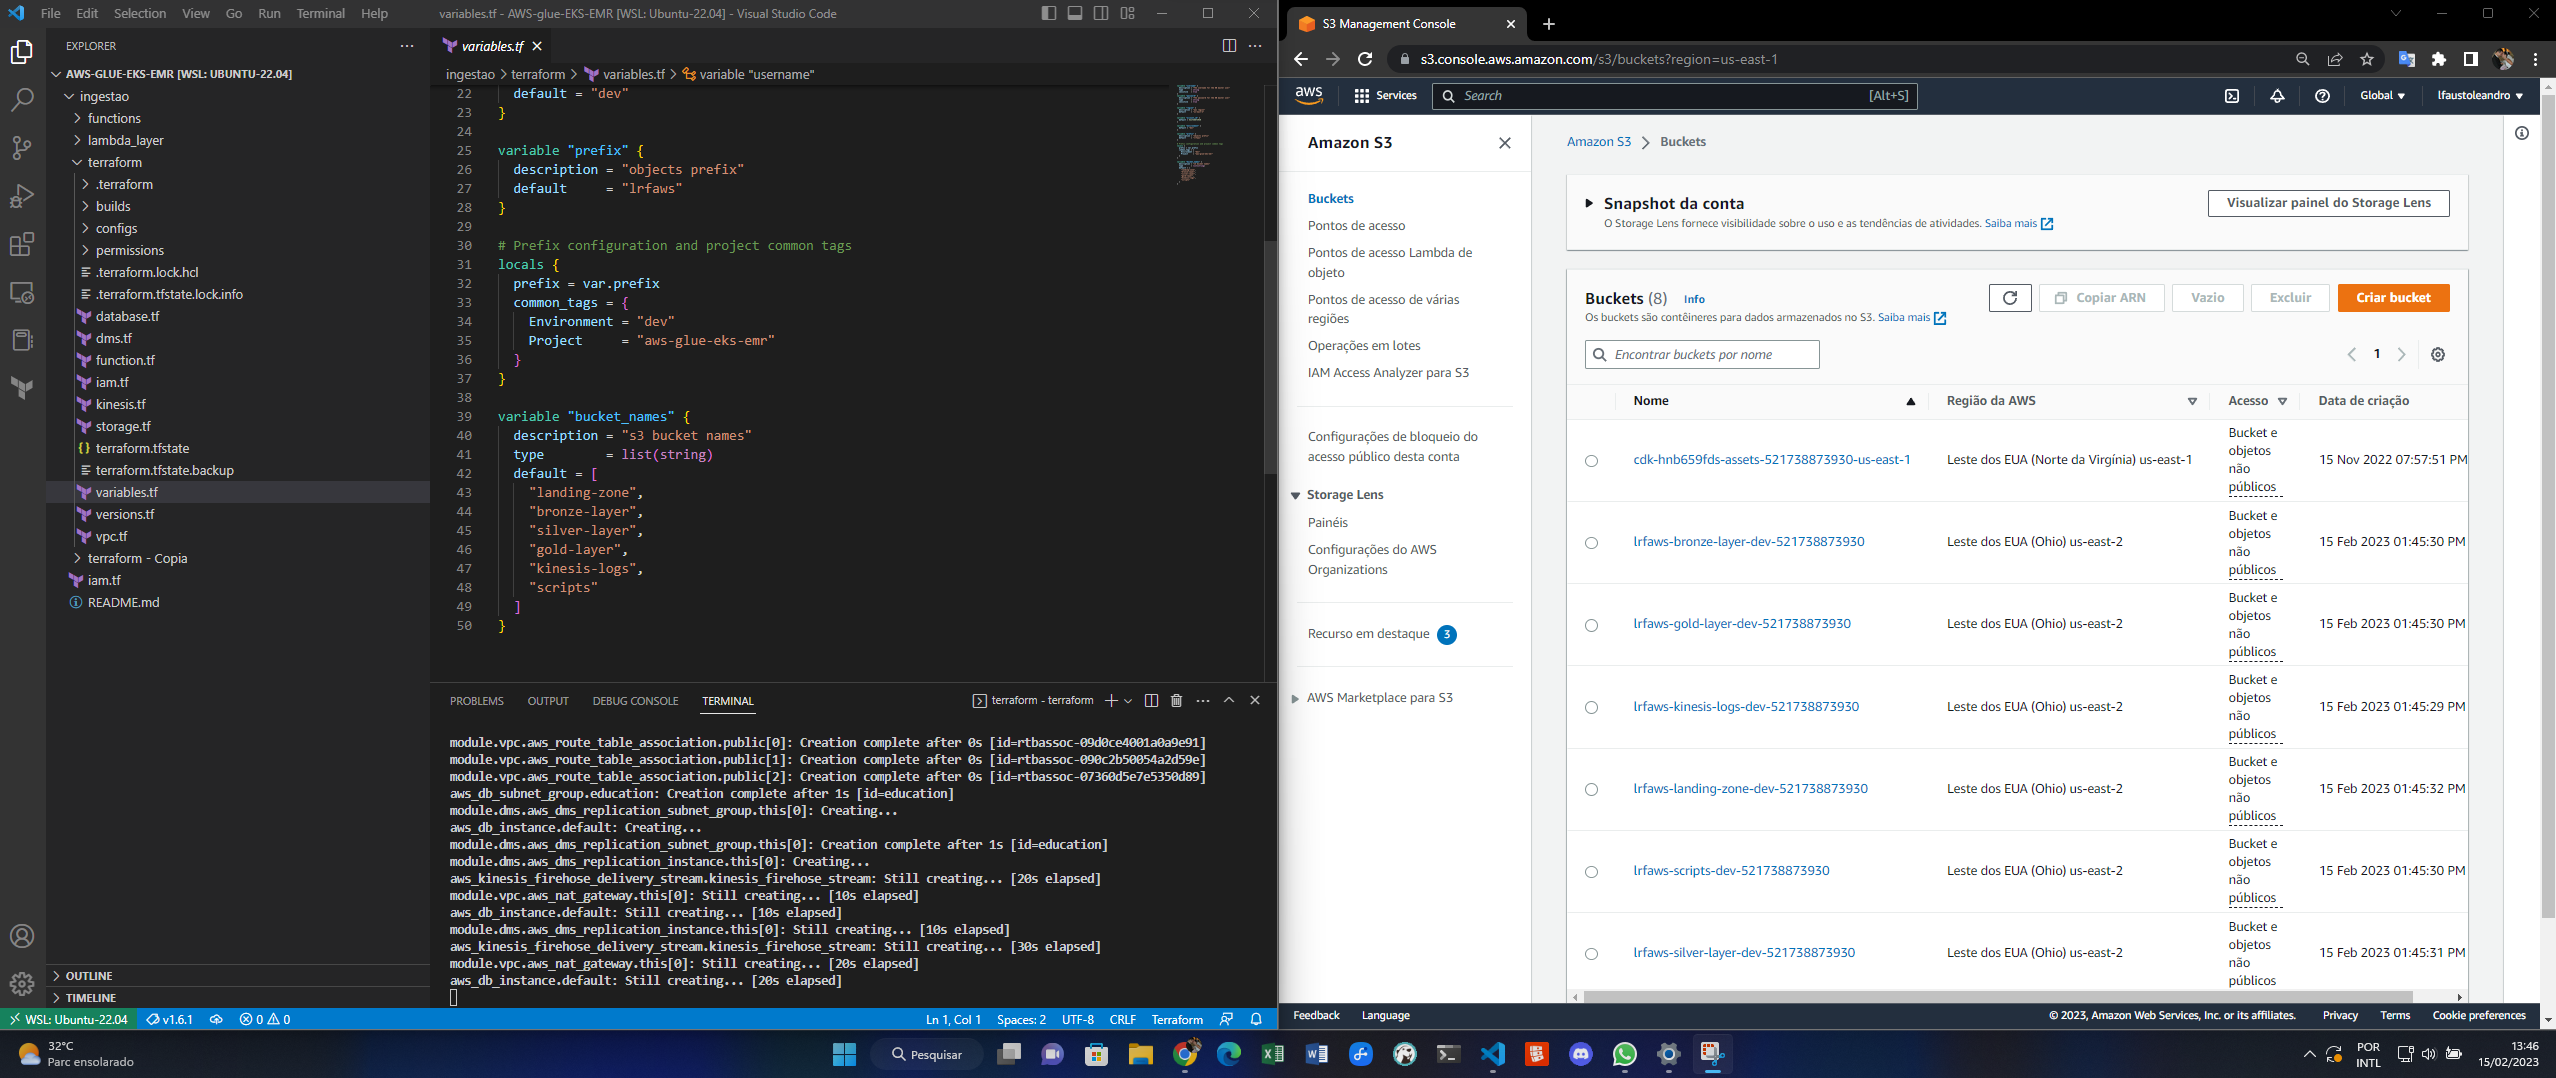 File Edit Selection View Go Run Terminal Help
variables.tf - AWS-glue-EKS-EMR [WSL: Ubuntu-22.04] - Visual Studio Code
EXPLORER
AWS-GLUE-EKS-EMR [WSL: UBUNTU-22.04]
ingestao
functions
lambda_layer
terraform
.terraform
builds
configs
permissions
.terraform.lock.hcl
.terraform.tfstate.lock.info
database.tf
dms.tf
function.tf
iam.tf
kinesis.tf
storage.tf
terraform.tfstate
terraform.tfstate.backup
variables.tf
versions.tf
vpc.tf
terraform - Copia
iam.tf
README.md
OUTLINE
TIMELINE
variables.tf
ingestao > terraform > variables.tf > variable "username"
22 default = "dev"
23 }
24
25 variable "prefix" {
26 description = "objects prefix"
27 default = "lrfaws"
28 }
29
30 # Prefix configuration and project common tags
31 locals {
32 prefix = var.prefix
33 common_tags = {
34 Environment = "dev"
35 Project = "aws-glue-eks-emr"
36 }
37 }
38
39 variable "bucket_names" {
40 description = "s3 bucket names"
41 type = list(string)
42 default = [
43 "landing-zone",
44 "bronze-layer",
45 "silver-layer",
46 "gold-layer",
47 "kinesis-logs",
48 "scripts"
49 ]
50 }
PROBLEMS OUTPUT DEBUG CONSOLE TERMINAL
terraform - terraform
module.vpc.aws_route_table_association.public[0]: Creation complete after 0s [id=rtbassoc-09d0ce4001a0a9e91]
module.vpc.aws_route_table_association.public[1]: Creation complete after 0s [id=rtbassoc-090c2b50054a2d59e]
module.vpc.aws_route_table_association.public[2]: Creation complete after 0s [id=rtbassoc-07360d5e7e5350d89]
aws_db_subnet_group.education: Creation complete after 1s [id=education]
module.dms.aws_dms_replication_subnet_group.this[0]: Creating...
aws_db_instance.default: Creating...
module.dms.aws_dms_replication_subnet_group.this[0]: Creation complete after 1s [id=education]
module.dms.aws_dms_replication_instance.this[0]: Creating...
aws_kinesis_firehose_delivery_stream.kinesis_firehose_stream: Still creating... [20s elapsed]
module.vpc.aws_nat_gateway.this[0]: Still creating... [10s elapsed]
aws_db_instance.default: Still creating... [10s elapsed]
module.dms.aws_dms_replication_instance.this[0]: Still creating... [10s elapsed]
aws_kinesis_firehose_delivery_stream.kinesis_firehose_stream: Still creating... [30s elapsed]
module.vpc.aws_nat_gateway.this[0]: Still creating... [20s elapsed]
aws_db_instance.default: Still creating... [20s elapsed]
WSL: Ubuntu-22.04 v1.6.1 0 0
Ln 1, Col 1 Spaces: 2 UTF-8 CRLF Terraform
S3 Management Console
s3.console.aws.amazon.com/s3/buckets?region=us-east-1
aws Services Search [Alt+S] Global lfaustoleandro
Amazon S3
Buckets
Pontos de acesso
Pontos de acesso Lambda de
objeto
Pontos de acesso de várias
regiões
Operações em lotes
IAM Access Analyzer para S3
Configurações de bloqueio do
acesso público desta conta
Storage Lens
Painéis
Configurações do AWS
Organizations
Recurso em destaque 3
AWS Marketplace para S3
Amazon S3 > Buckets
Snapshot da conta
O Storage Lens fornece visibilidade sobre o uso e as tendências de atividades. Saiba mais
Visualizar painel do Storage Lens
Buckets (8) Info
Os buckets são contêineres para dados armazenados no S3. Saiba mais
Copiar ARN Vazio Excluir Criar bucket
Encontrar buckets por nome
1
Nome Região da AWS Acesso Data de criação
cdk-hnb659fds-assets-521738873930-us-east-1 Leste dos EUA (Norte da Virgínia) us-east-1 Bucket e objetos não públicos 15 Nov 2022 07:57:51 PM
lrfaws-bronze-layer-dev-521738873930 Leste dos EUA (Ohio) us-east-2 Bucket e objetos não públicos 15 Feb 2023 01:45:30 PM
lrfaws-gold-layer-dev-521738873930 Leste dos EUA (Ohio) us-east-2 Bucket e objetos não públicos 15 Feb 2023 01:45:30 PM
lrfaws-kinesis-logs-dev-521738873930 Leste dos EUA (Ohio) us-east-2 Bucket e objetos não públicos 15 Feb 2023 01:45:29 PM
lrfaws-landing-zone-dev-521738873930 Leste dos EUA (Ohio) us-east-2 Bucket e objetos não públicos 15 Feb 2023 01:45:32 PM
lrfaws-scripts-dev-521738873930 Leste dos EUA (Ohio) us-east-2 Bucket e objetos não públicos 15 Feb 2023 01:45:30 PM
lrfaws-silver-layer-dev-521738873930 Leste dos EUA (Ohio) us-east-2 Bucket e objetos não públicos 15 Feb 2023 01:45:31 PM
Feedback Language
© 2023, Amazon Web Services, Inc. or its affiliates. Privacy Terms Cookie preferences
32°C
Parc ensolarado
Pesquisar
POR
INTL
13:46
15/02/2023